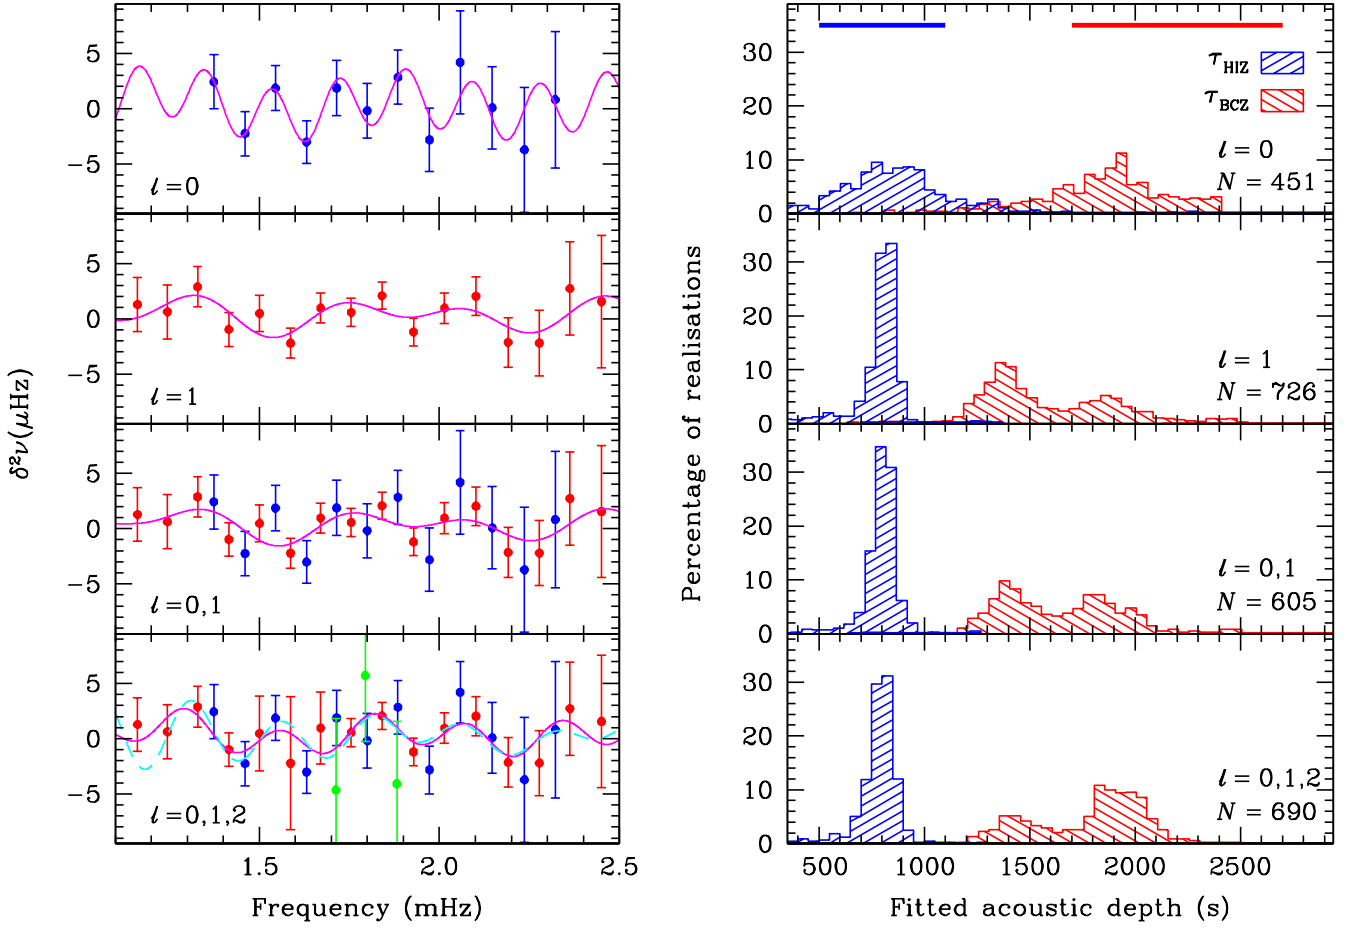 5
0
−5
l=0
5
0
−5
l=1
5
0
−5
l=0,1
5
0
−5
l=0,1,2
1.5 2.0 2.5
Frequency (mHz)
δ²ν(μHz)
30
20
10
0
τHIZ
τBCZ
l = 0
N = 451
30
20
10
0
l = 1
N = 726
30
20
10
0
l = 0,1
N = 605
30
20
10
0
l = 0,1,2
N = 690
500 1000 1500 2000 2500
Fitted acoustic depth (s)
Percentage of realisations